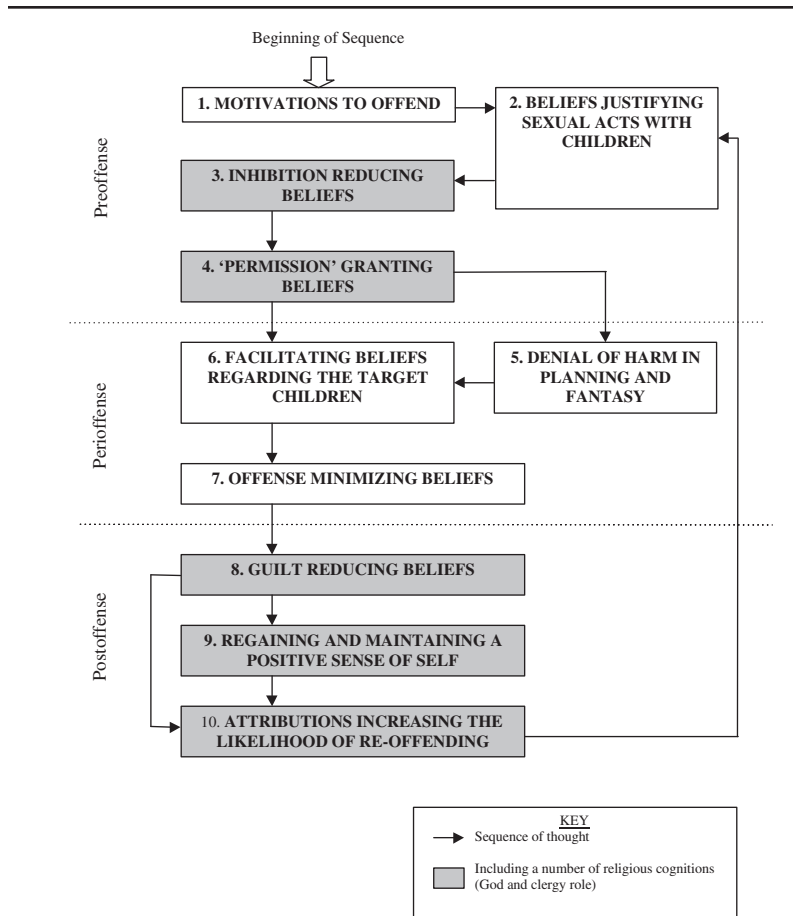 Beginning of Sequence
1. MOTIVATIONS TO OFFEND
2. BELIEFS JUSTIFYING
SEXUAL ACTS WITH
CHILDREN
Preoffense
3. INHIBITION REDUCING
BELIEFS
4. ‘PERMISSION’ GRANTING
BELIEFS
6. FACILITATING BELIEFS
REGARDING THE TARGET
CHILDREN
5. DENIAL OF HARM IN
PLANNING AND
FANTASY
Perioffense
7. OFFENSE MINIMIZING BELIEFS
8. GUILT REDUCING BELIEFS
Postoffense
9. REGAINING AND MAINTAINING A
POSITIVE SENSE OF SELF
10. ATTRIBUTIONS INCREASING THE
LIKELIHOOD OF RE-OFFENDING
KEY
Sequence of thought
Including a number of religious cognitions
(God and clergy role)